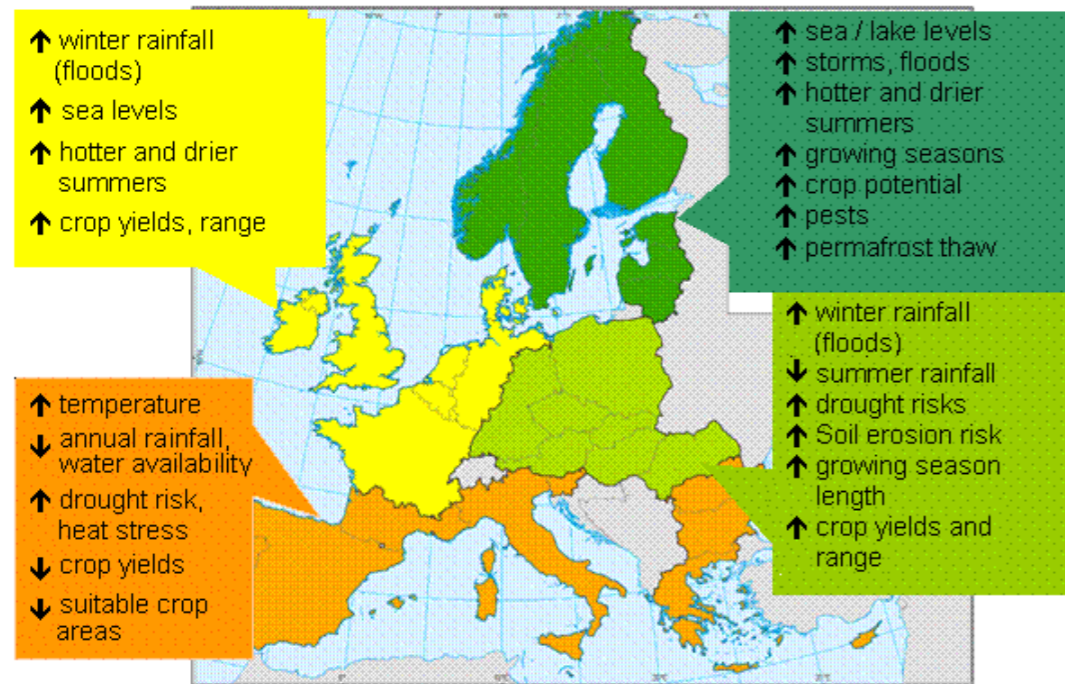 ↑ winter rainfall
(floods)
↑ sea levels
↑ hotter and drier
summers
↑ crop yields, range
↑ sea / lake levels
↑ storms, floods
↑ hotter and drier
summers
↑ growing seasons
↑ crop potential
↑ pests
↑ permafrost thaw
↑ temperature
↓ annual rainfall,
water availability
↑ drought risk,
heat stress
↓ crop yields
↓ suitable crop
areas
↑ winter rainfall
(floods)
↓ summer rainfall
↑ drought risks
↑ Soil erosion risk
↑ growing season
length
↑ crop yields and
range